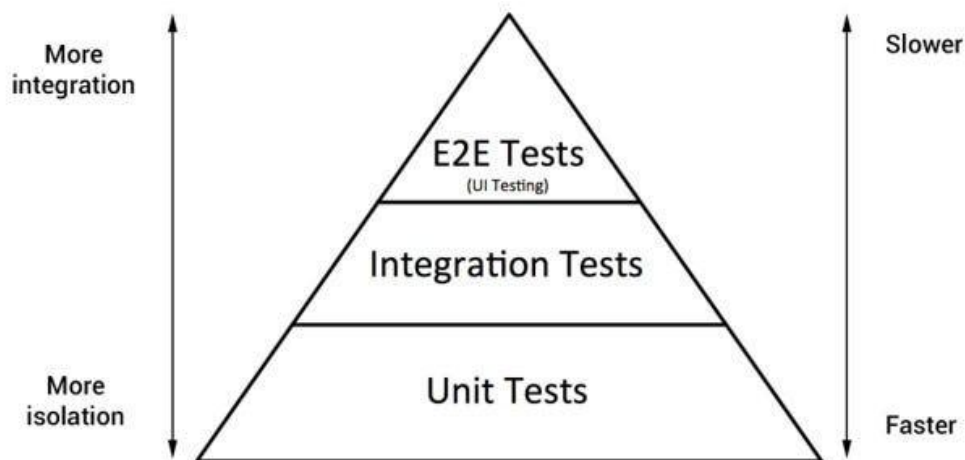 More
integration
Slower
E2E Tests
(UI Testing)
Integration Tests
Unit Tests
More
isolation
Faster